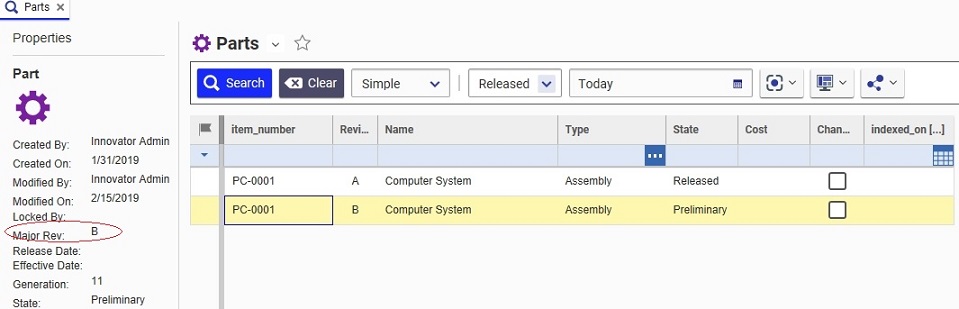 Parts ×
Properties
Part
Created By: Innovator Admin
Created On: 1/31/2019
Modified By: Innovator Admin
Modified On: 2/15/2019
Locked By:
Major Rev: B
Release Date:
Effective Date:
Generation: 11
State: Preliminary
Parts
Search Clear Simple Released Today
item_number Revi... Name Type State Cost Chan... indexed_on [...]
...
PC-0001 A Computer System Assembly Released
PC-0001 B Computer System Assembly Preliminary